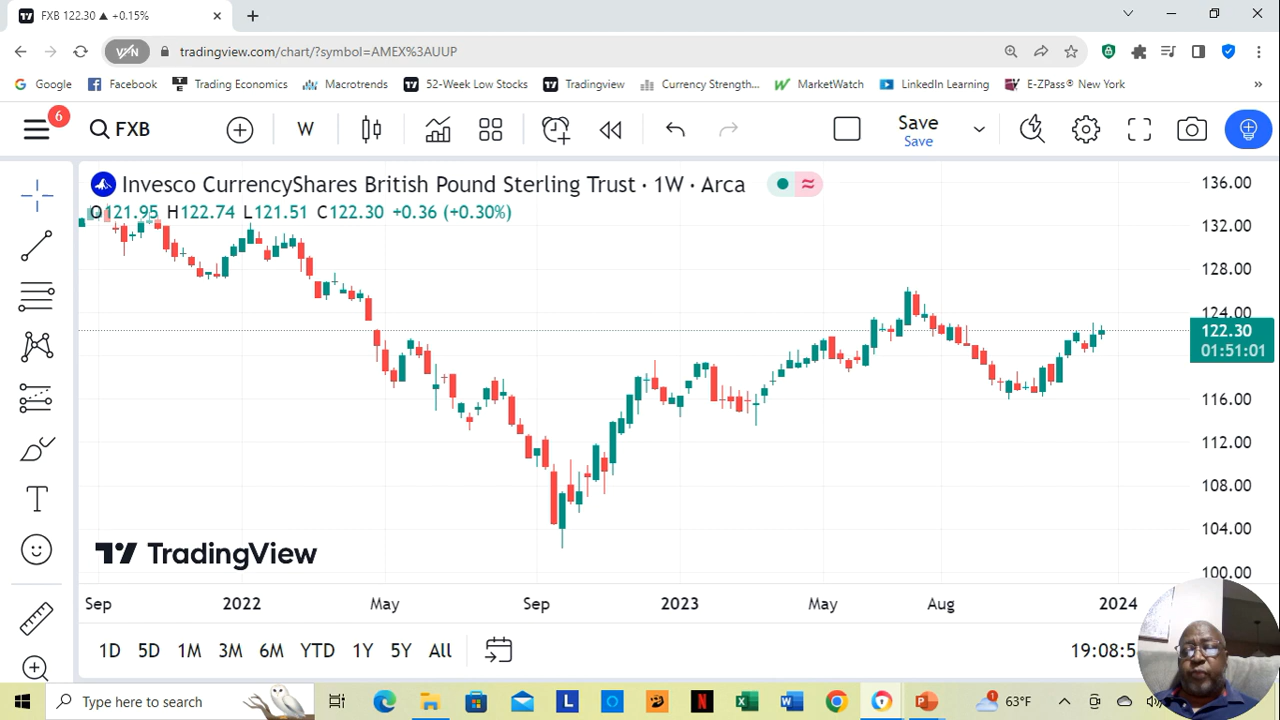 FXB 122.30 ▲ +0.15%
tradingview.com/chart/?symbol=AMEX%3AUUP
Google Facebook Trading Economics Macrotrends 52-Week Low Stocks Tradingview Currency Strength... MarketWatch LinkedIn Learning E-ZPass® New York »
6
FXB W Save
Save
Invesco CurrencyShares British Pound Sterling Trust · 1W · Arca
O121.95 H122.74 L121.51 C122.30 +0.36 (+0.30%)
136.00
132.00
128.00
124.00
122.30
01:51:01
116.00
112.00
108.00
104.00
100.00
TradingView
Sep 2022 May Sep 2023 May Aug 2024
1D 5D 1M 3M 6M YTD 1Y 5Y All 19:08:5
Type here to search 1 63°F